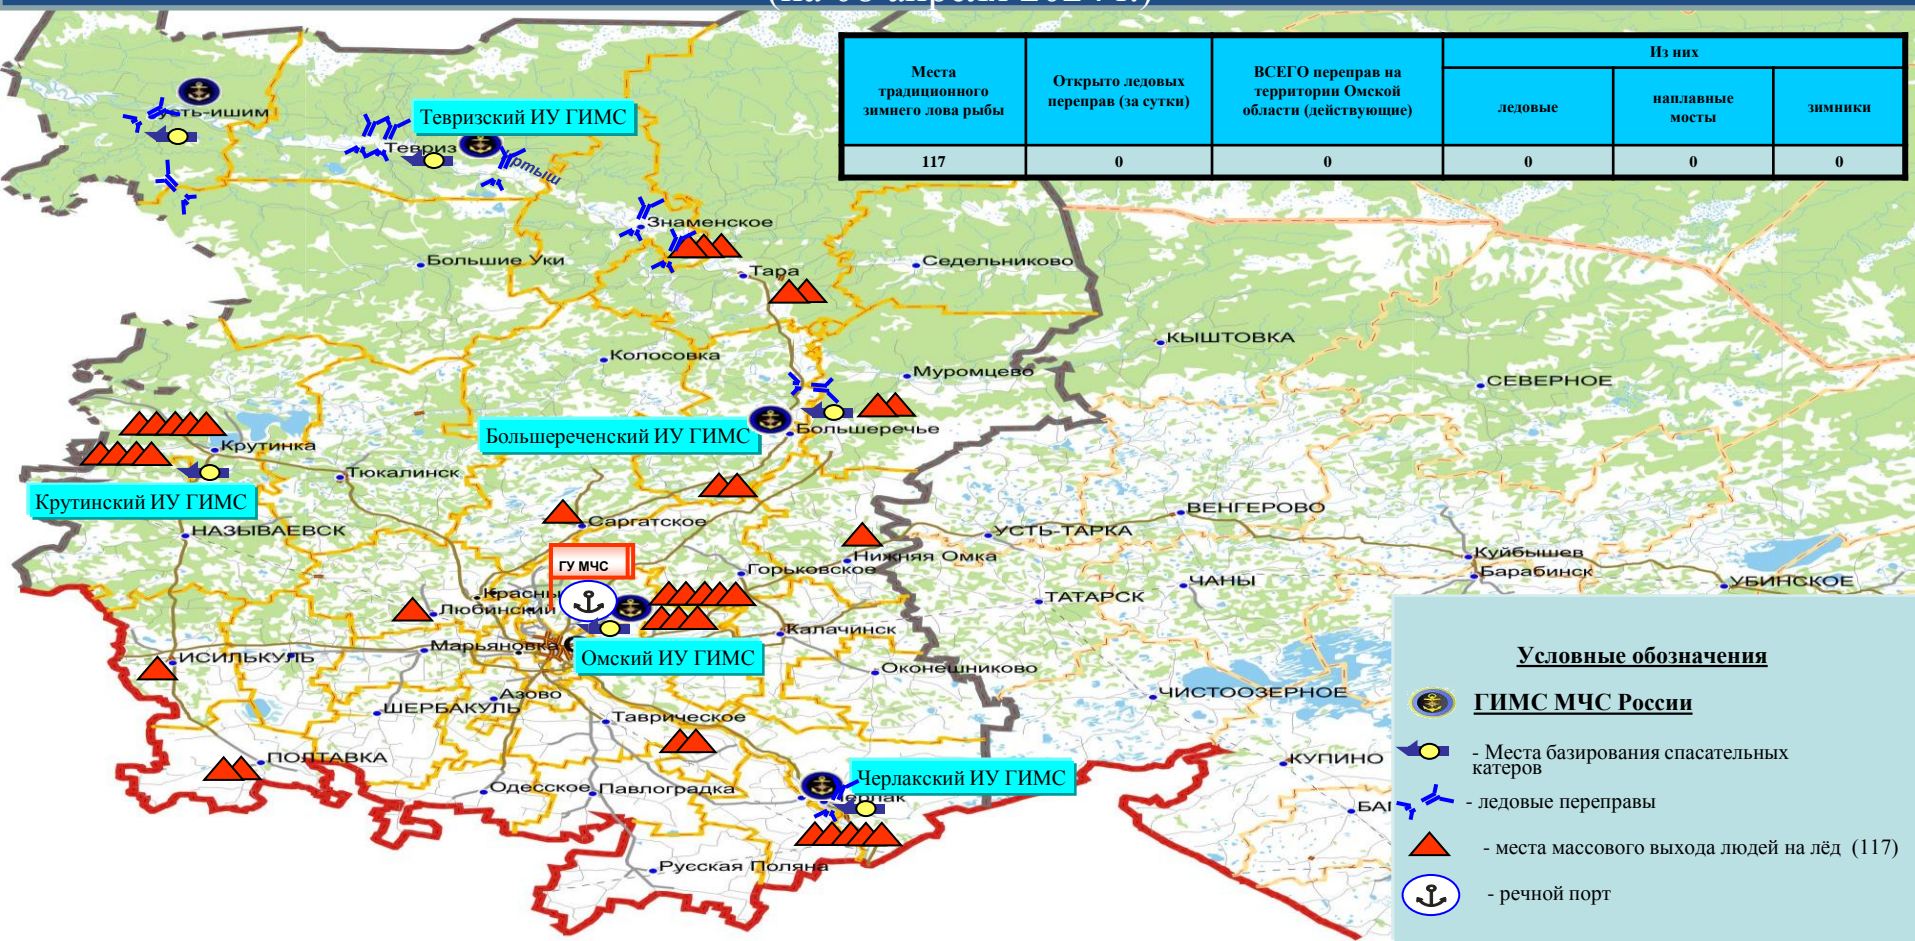 (на 08 апреля 2024 г.)
Места
традиционного
зимнего лова рыбы
Открыто ледовых
переправ (за сутки)
ВСЕГО переправ на
территории Омской
области (действующие)
Из них
ледовые
наплавные
мосты
зимники
117
0
0
0
0
0
Тевризский ИУ ГИМС
Тевриз
Знаменское
Большие Уки
Тара
Седельниково
Колосовка
КЫШТОВКА
Муромцево
СЕВЕРНОЕ
Большереченский ИУ ГИМС
Большеречье
Крутинка
Тюкалинск
Крутинский ИУ ГИМС
НАЗЫВАЕВСК
Саргатское
УСТЬ-ТАРКА
ВЕНГЕРОВО
Нижняя Омка
Куйбышев
Барабинск
УБИНСКОЕ
ГУ МЧС
Горьковское
ЧАНЫ
ТАТАРСК
Любинский
Калачинск
Марьяновка
ИСИЛЬКУЛЬ
Омский ИУ ГИМС
Оконешниково
ЧИСТООЗЕРНОЕ
Азово
ШЕРБАКУЛЬ
Таврическое
ПОЛТАВКА
КУПИНО
Черлакский ИУ ГИМС
Одесское
Павлоградка
Русская Поляна
Условные обозначения
ГИМС МЧС России
- Места базирования спасательных
катеров
- ледовые переправы
- места массового выхода людей на лёд (117)
- речной порт